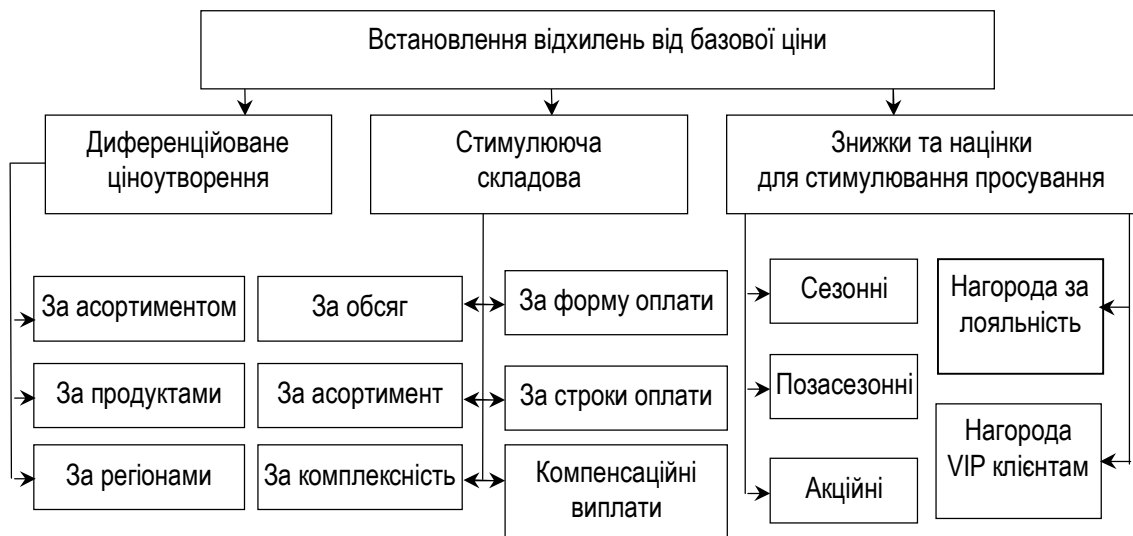 Встановлення відхилень від базової ціни
Диференційоване
ціноутворення
Стимулююча
складова
Знижки та націнки
для стимулювання просування
За асортиментом
За продуктами
За регіонами
За обсяг
За асортимент
За комплексність
За форму оплати
За строки оплати
Компенсаційні
виплати
Сезонні
Позасезонні
Акційні
Нагорода за
лояльність
Нагорода
VIP клієнтам